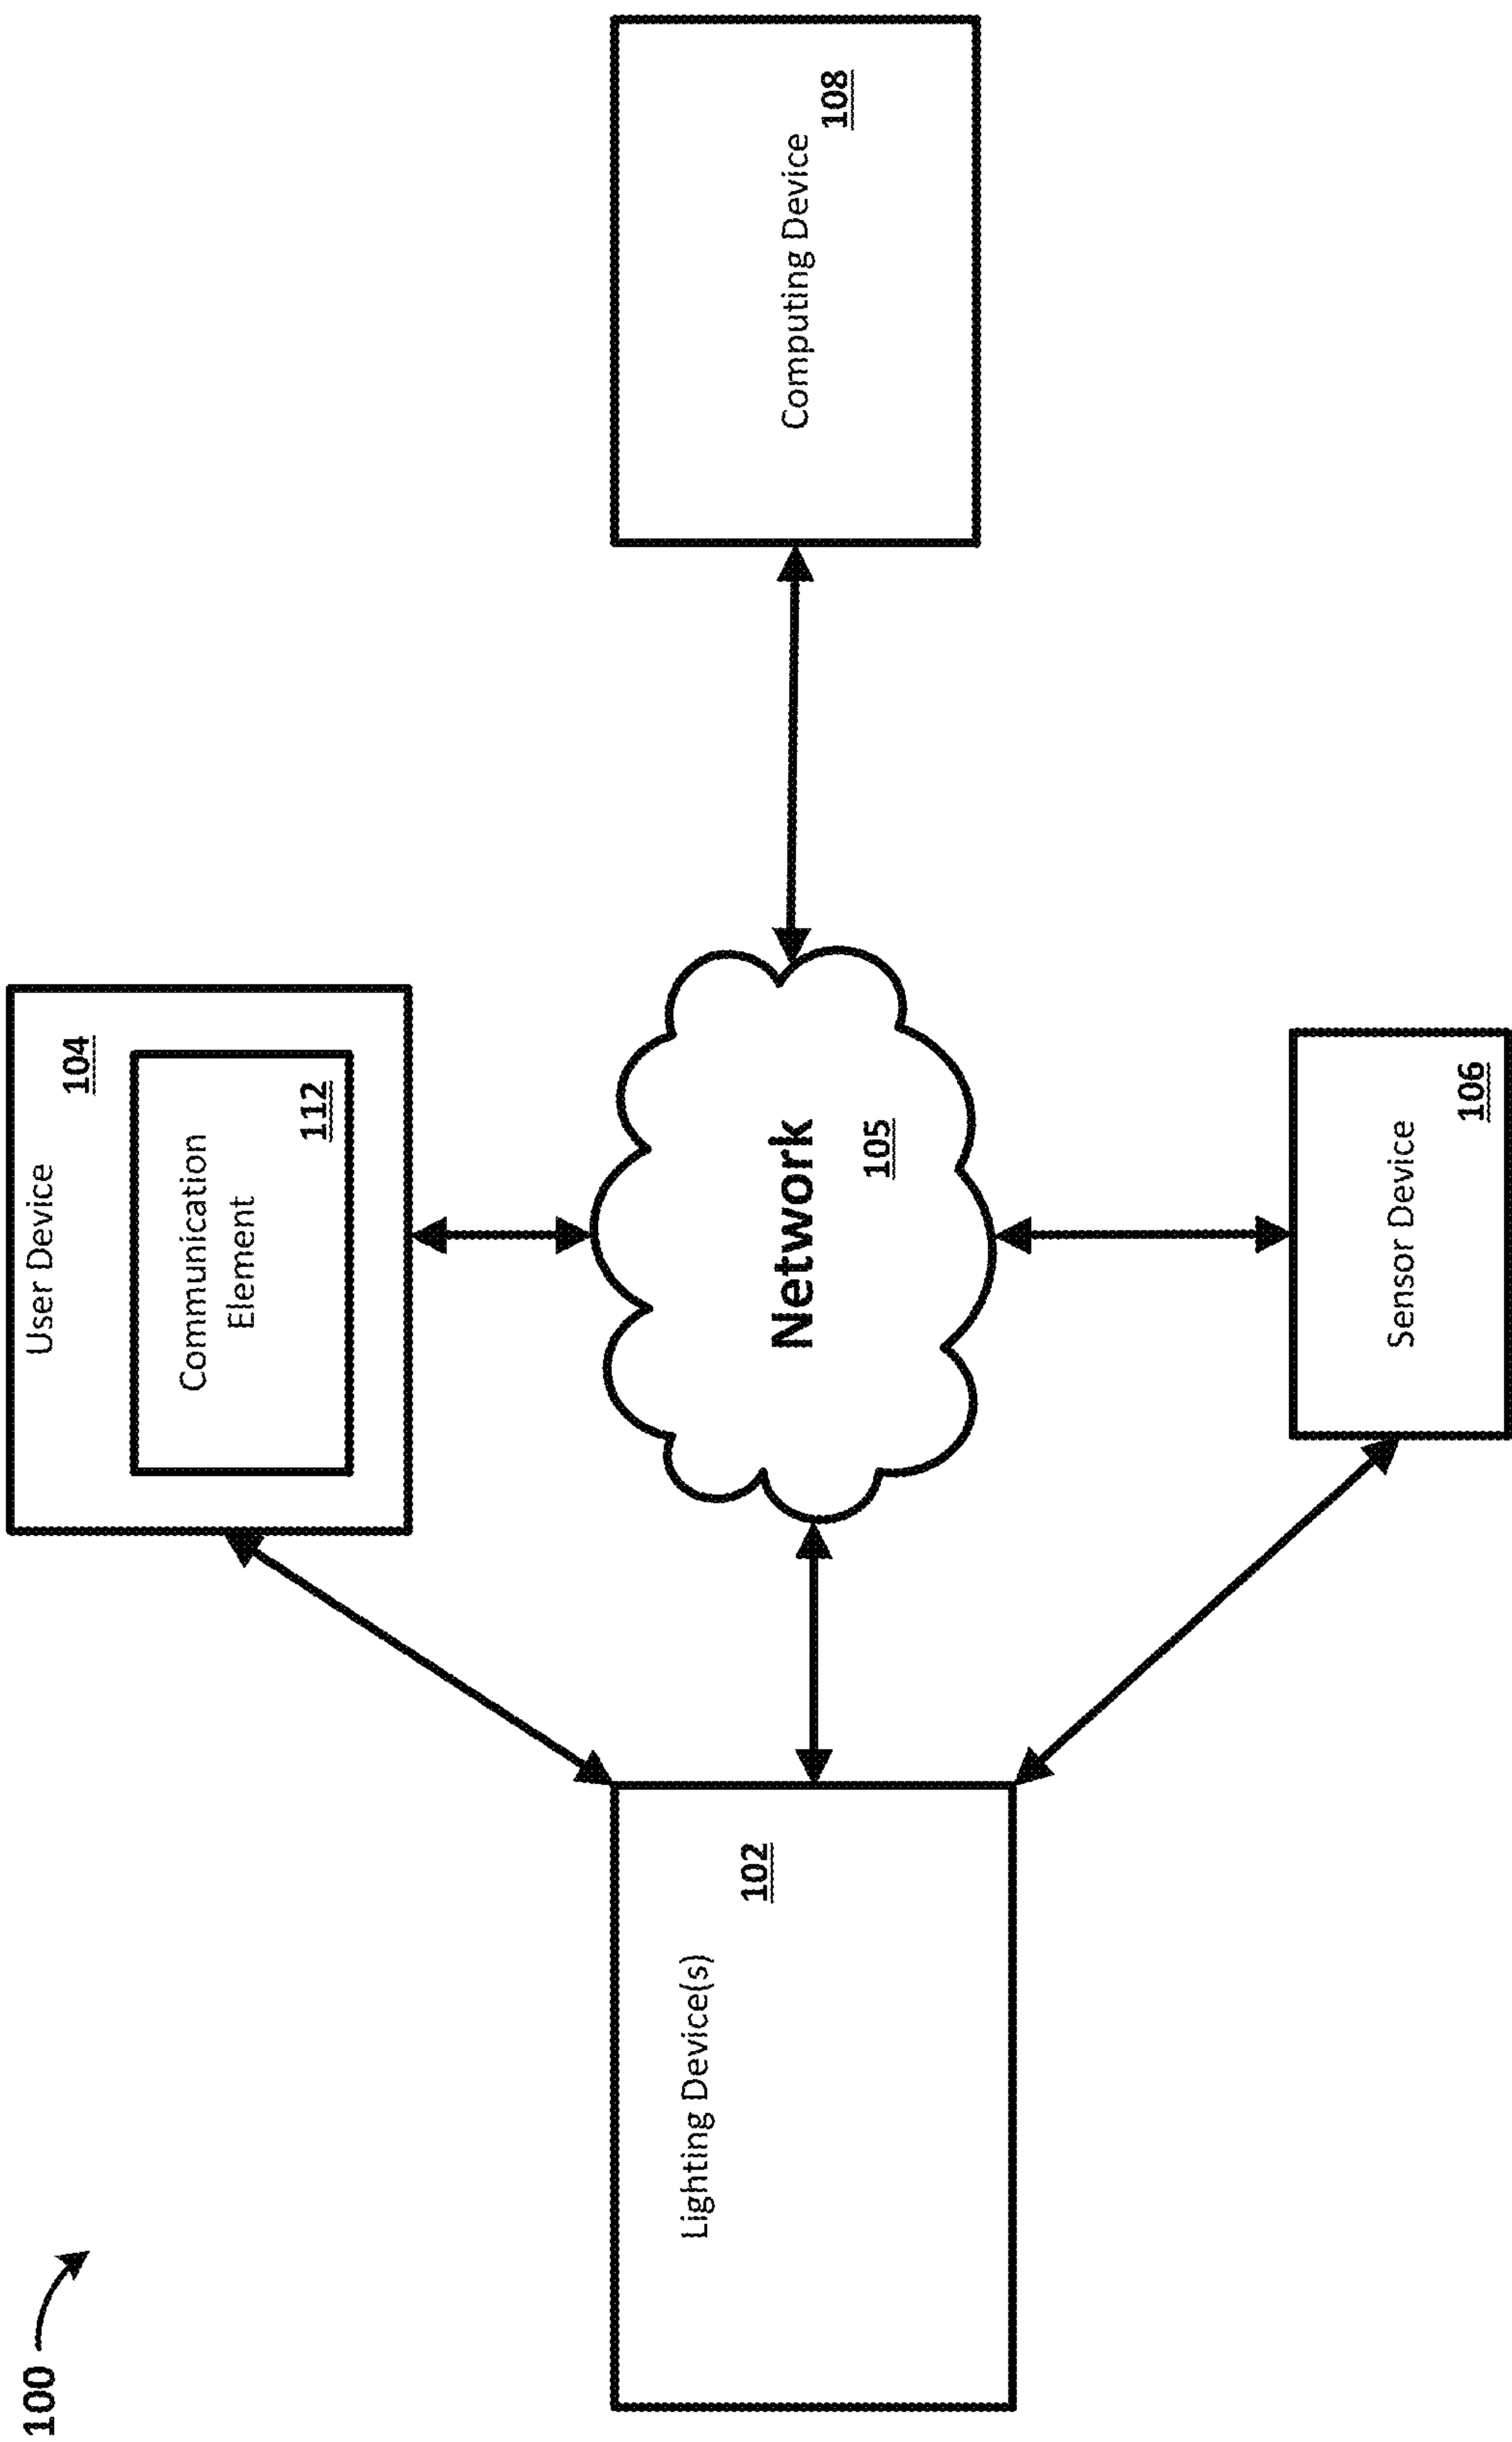 100
User Device
104
Communication
Element
112
Lighting Device(s)
102
Network
105
Computing Device
108
Sensor Device
106